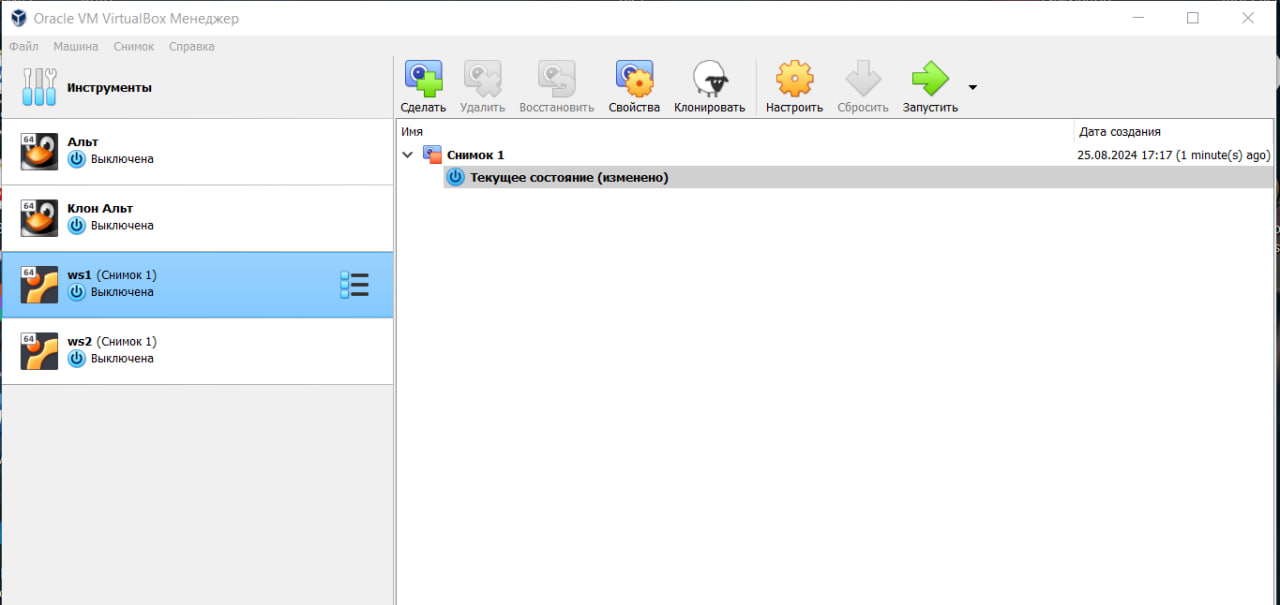 Oracle VM VirtualBox Менеджер
Файл Машина Снимок Справка
Инструменты
Сделать Удалить Восстановить Свойства Клонировать Настроить Сбросить Запустить
Имя Дата создания
64 Альт
Выключена
Снимок 1 25.08.2024 17:17 (1 minute(s) ago)
Текущее состояние (изменено)
64 Клон Альт
Выключена
64 ws1 (Снимок 1)
Выключена
64 ws2 (Снимок 1)
Выключена